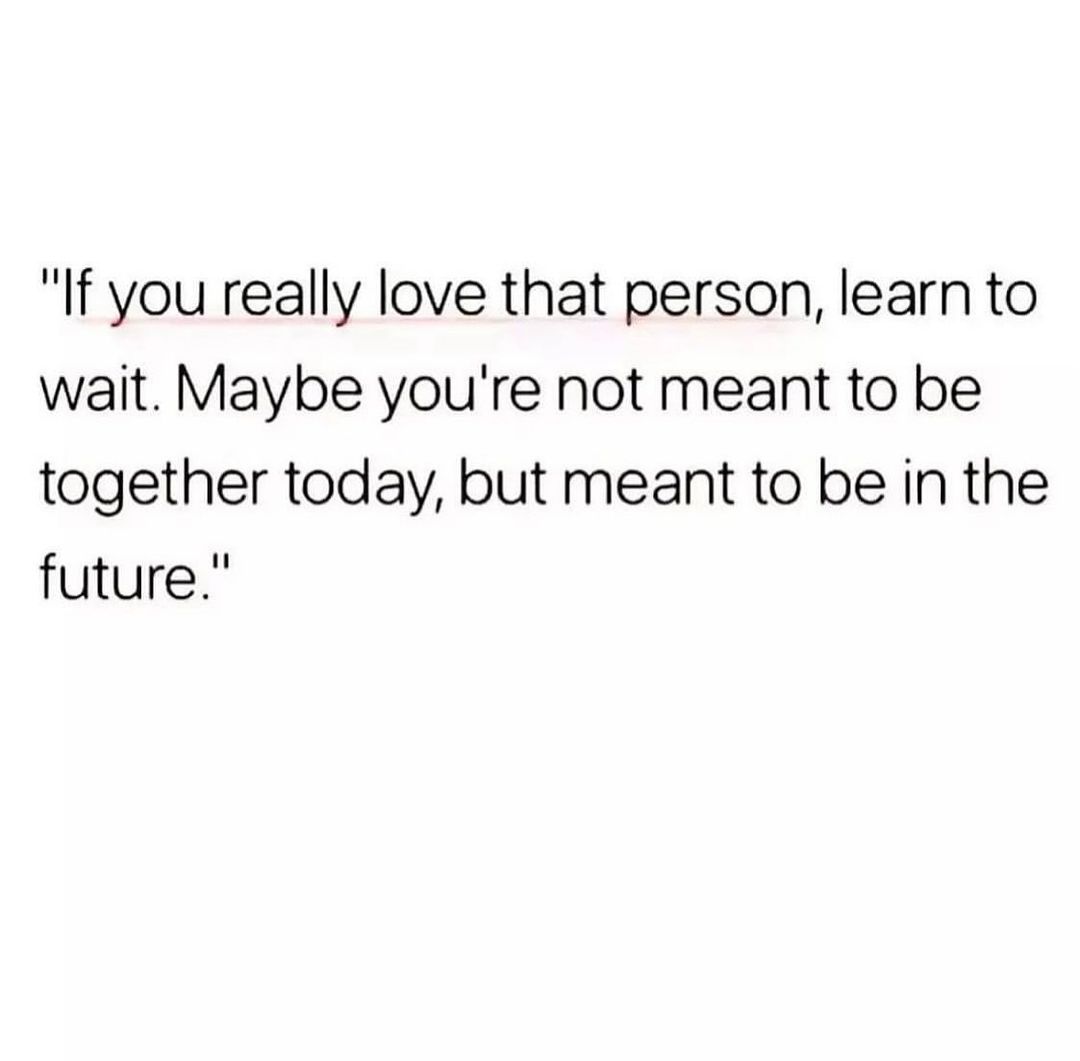 "If you really love that person, learn to
wait. Maybe you're not meant to be
together today, but meant to be in the
future."